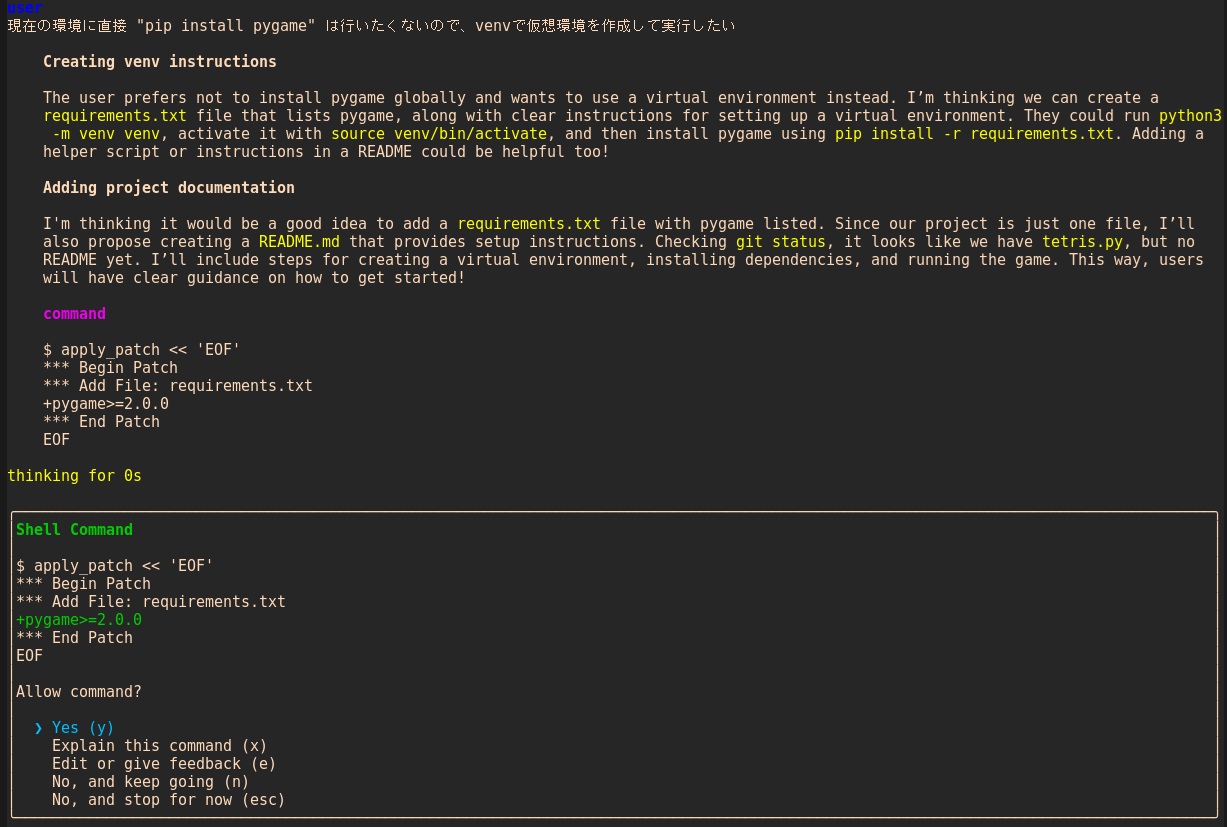 user
現在の環境に直接 "pip install pygame" は行いたくないので、venvで仮想環境を作成して実行したい
Creating venv instructions
The user prefers not to install pygame globally and wants to use a virtual environment instead. I’m thinking we can create a
requirements.txt file that lists pygame, along with clear instructions for setting up a virtual environment. They could run python3
-m venv venv, activate it with source venv/bin/activate, and then install pygame using pip install -r requirements.txt. Adding a
helper script or instructions in a README could be helpful too!
Adding project documentation
I'm thinking it would be a good idea to add a requirements.txt file with pygame listed. Since our project is just one file, I’ll
also propose creating a README.md that provides setup instructions. Checking git status, it looks like we have tetris.py, but no
README yet. I’ll include steps for creating a virtual environment, installing dependencies, and running the game. This way, users
will have clear guidance on how to get started!
command
$ apply_patch << 'EOF'
*** Begin Patch
*** Add File: requirements.txt
+pygame>=2.0.0
*** End Patch
EOF
thinking for 0s
Shell Command
$ apply_patch << 'EOF'
*** Begin Patch
*** Add File: requirements.txt
+pygame>=2.0.0
*** End Patch
EOF
Allow command?
❯ Yes (y)
Explain this command (x)
Edit or give feedback (e)
No, and keep going (n)
No, and stop for now (esc)